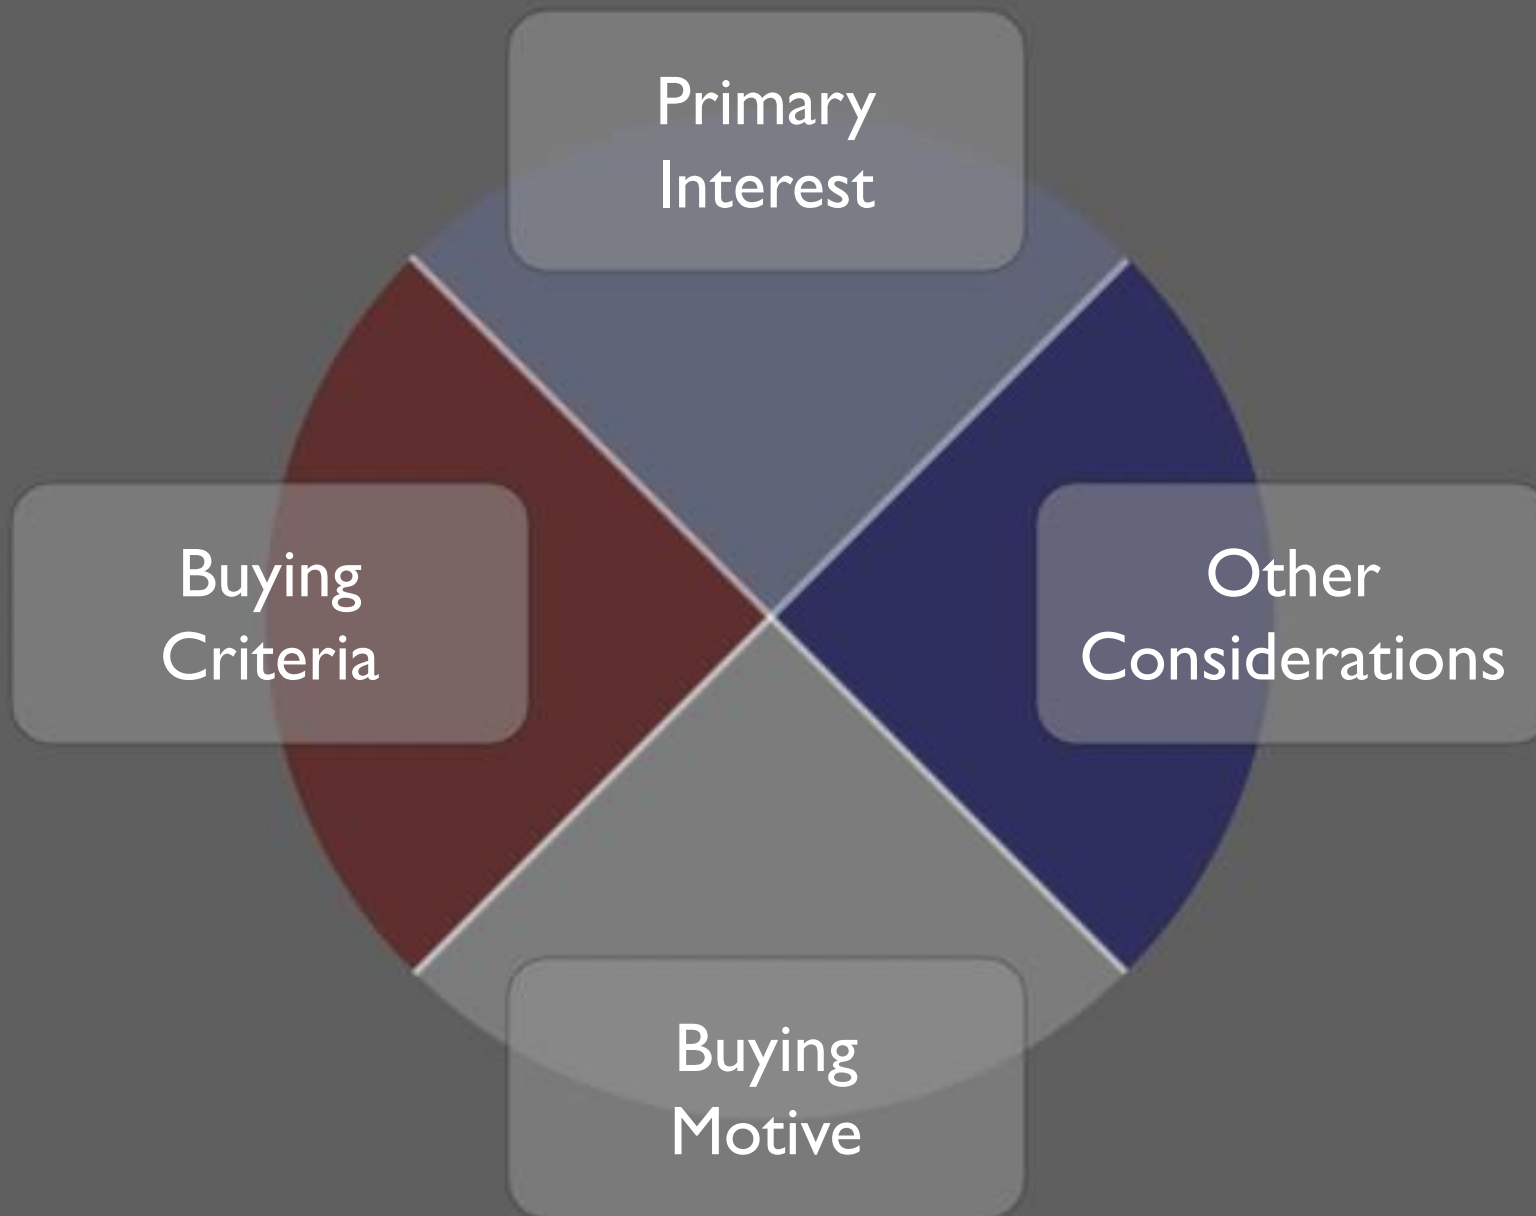 Primary
Interest
Buying
Criteria
Other
Considerations
Buying
Motive